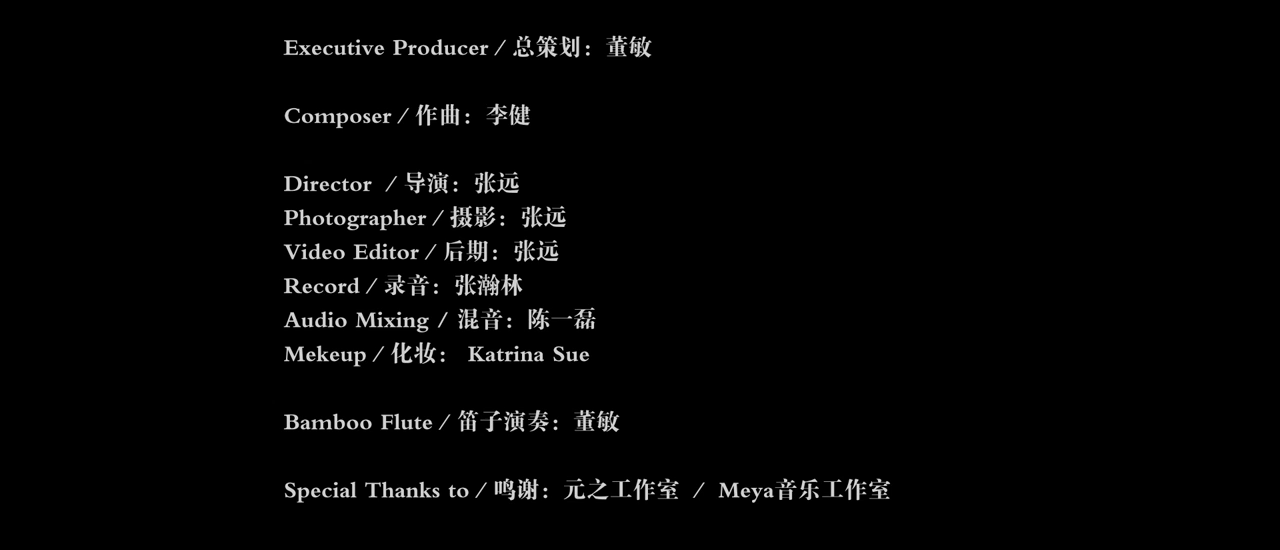 Executive Producer / 总策划：董敏
Composer / 作曲：李健
Director / 导演：张远
Photographer / 摄影：张远
Video Editor / 后期：张远
Record / 录音：张瀚林
Audio Mixing / 混音：陈一磊
Mekeup / 化妆： Katrina Sue
Bamboo Flute / 笛子演奏：董敏
Special Thanks to / 鸣谢：元之工作室 / Meya音乐工作室